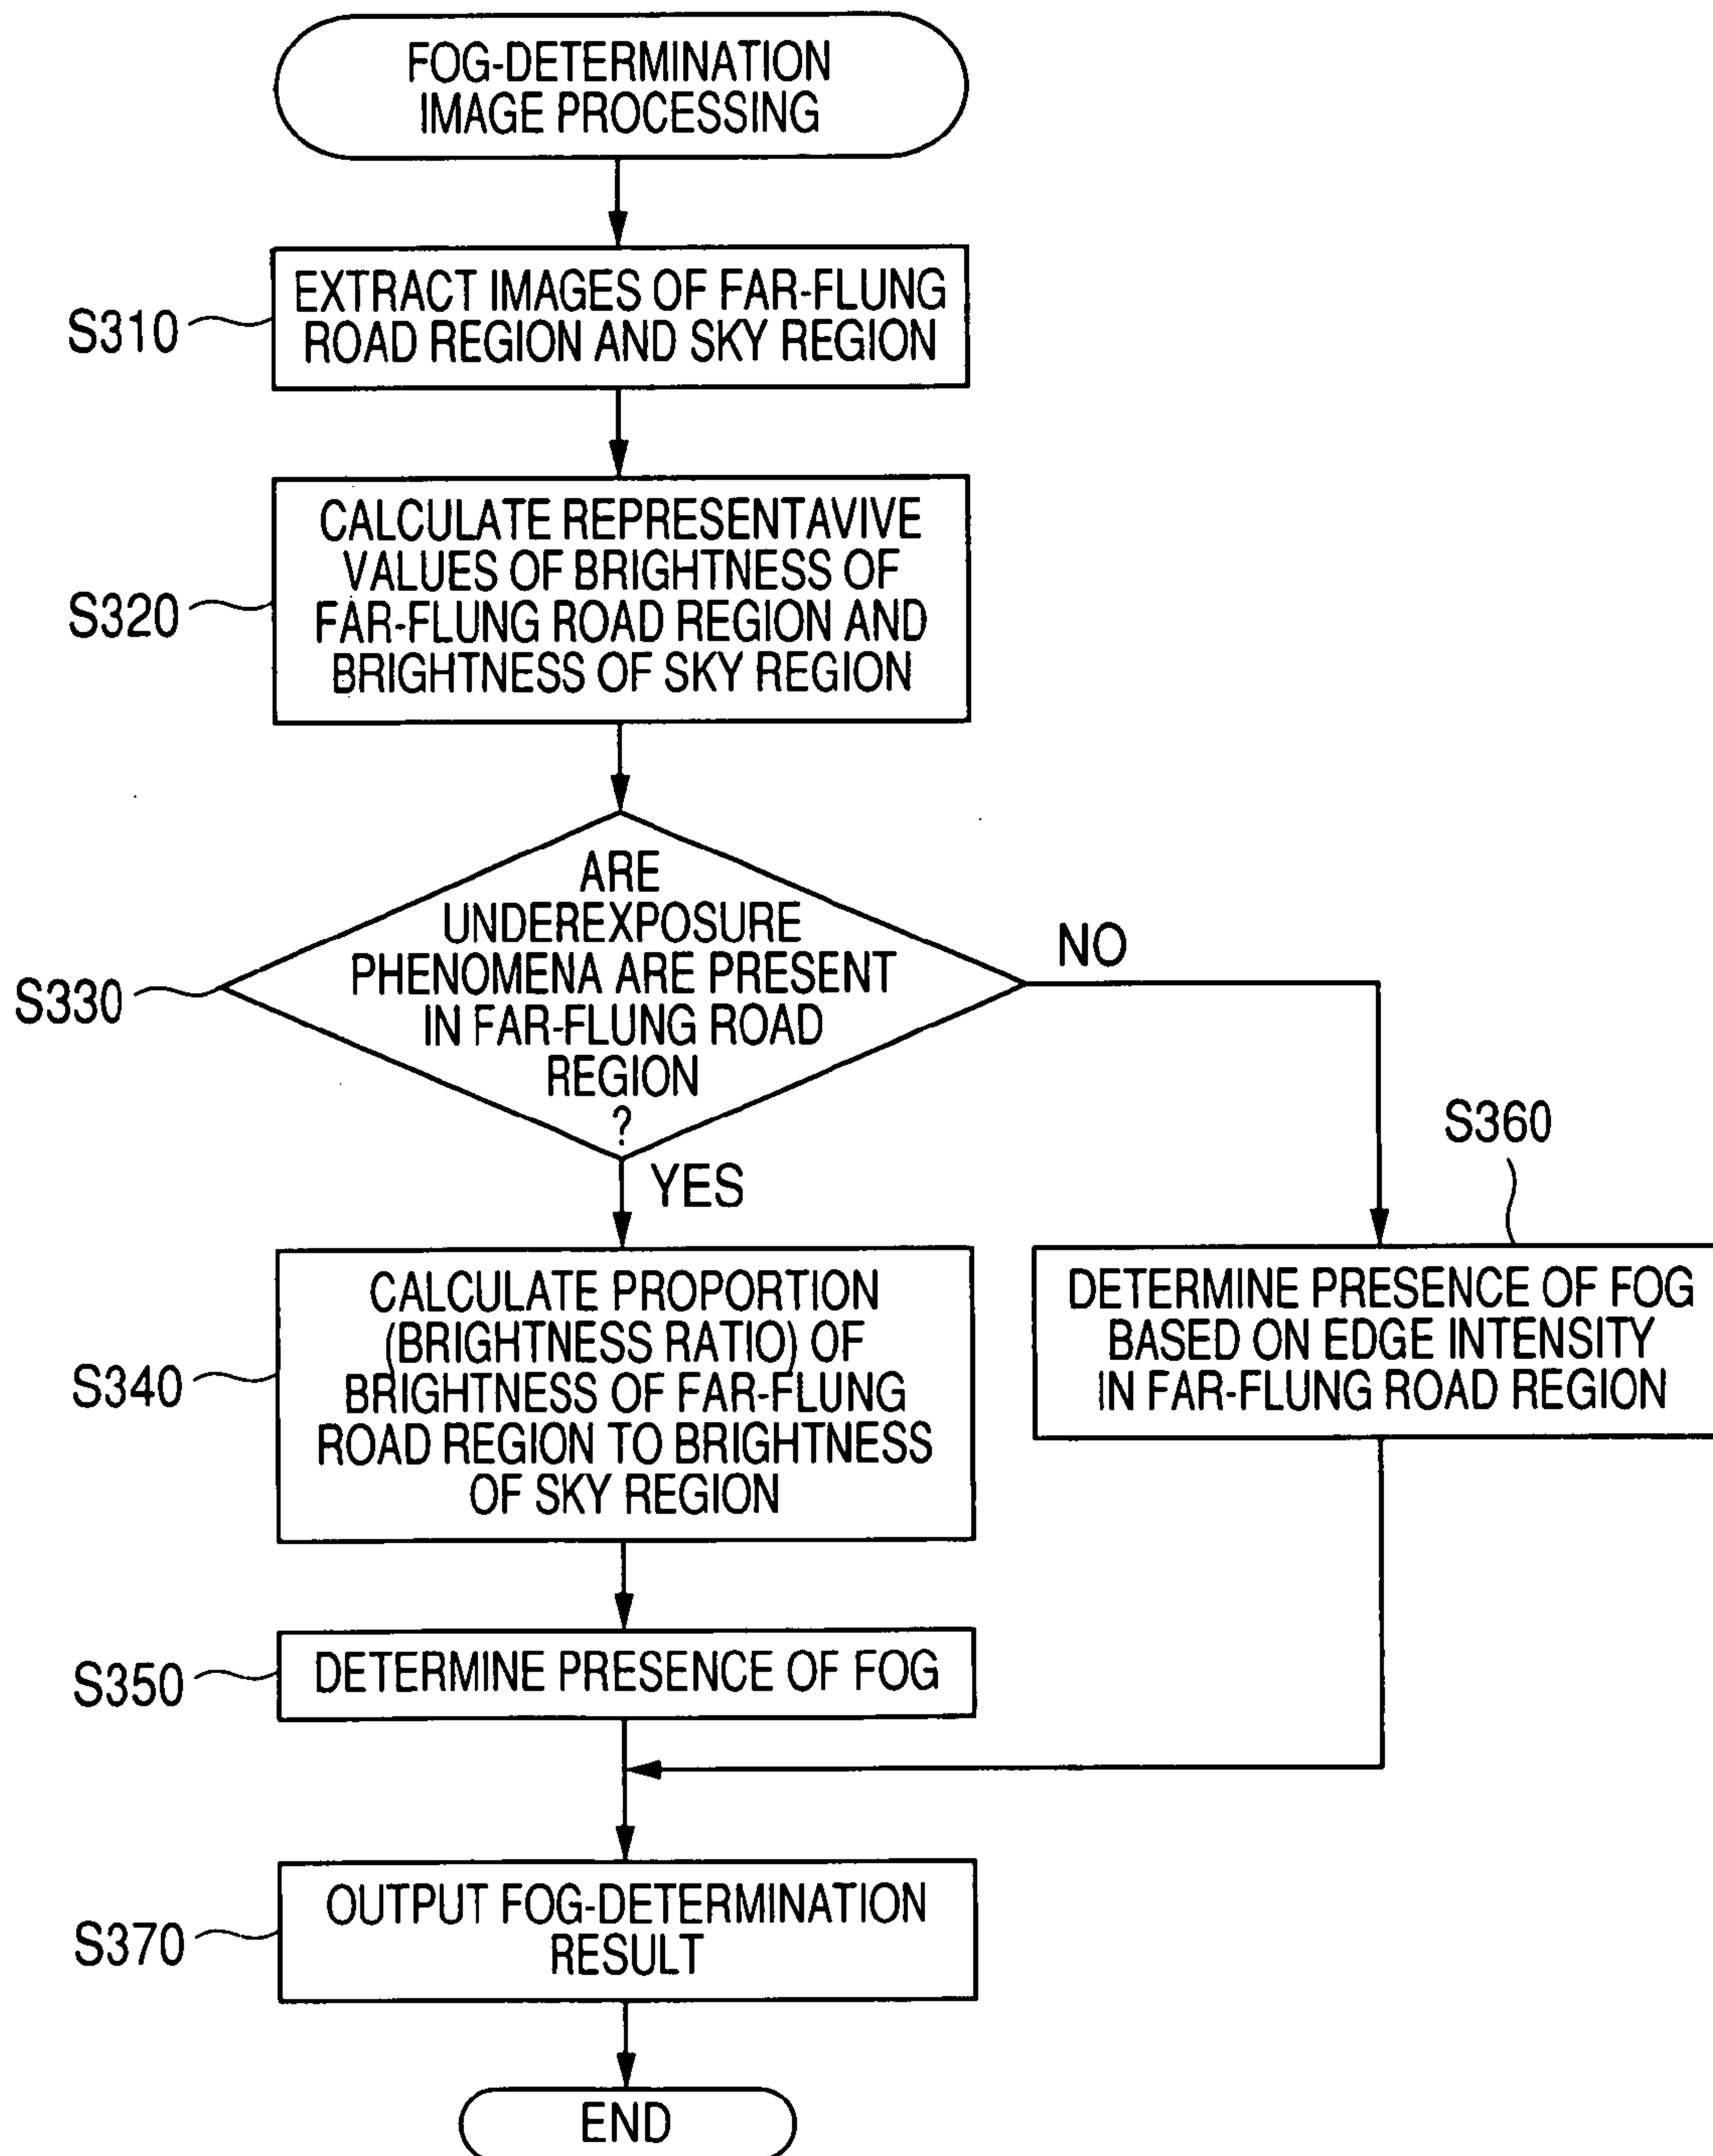 FOG-DETERMINATION
IMAGE PROCESSING
S310
EXTRACT IMAGES OF FAR-FLUNG
ROAD REGION AND SKY REGION
S320
CALCULATE REPRESENTAVIVE
VALUES OF BRIGHTNESS OF
FAR-FLUNG ROAD REGION AND
BRIGHTNESS OF SKY REGION
S330
ARE
UNDEREXPOSURE
PHENOMENA ARE PRESENT
IN FAR-FLUNG ROAD
REGION
?
NO
YES
S340
CALCULATE PROPORTION
(BRIGHTNESS RATIO) OF
BRIGHTNESS OF FAR-FLUNG
ROAD REGION TO BRIGHTNESS
OF SKY REGION
S360
DETERMINE PRESENCE OF FOG
BASED ON EDGE INTENSITY
IN FAR-FLUNG ROAD REGION
S350
DETERMINE PRESENCE OF FOG
S370
OUTPUT FOG-DETERMINATION
RESULT
END